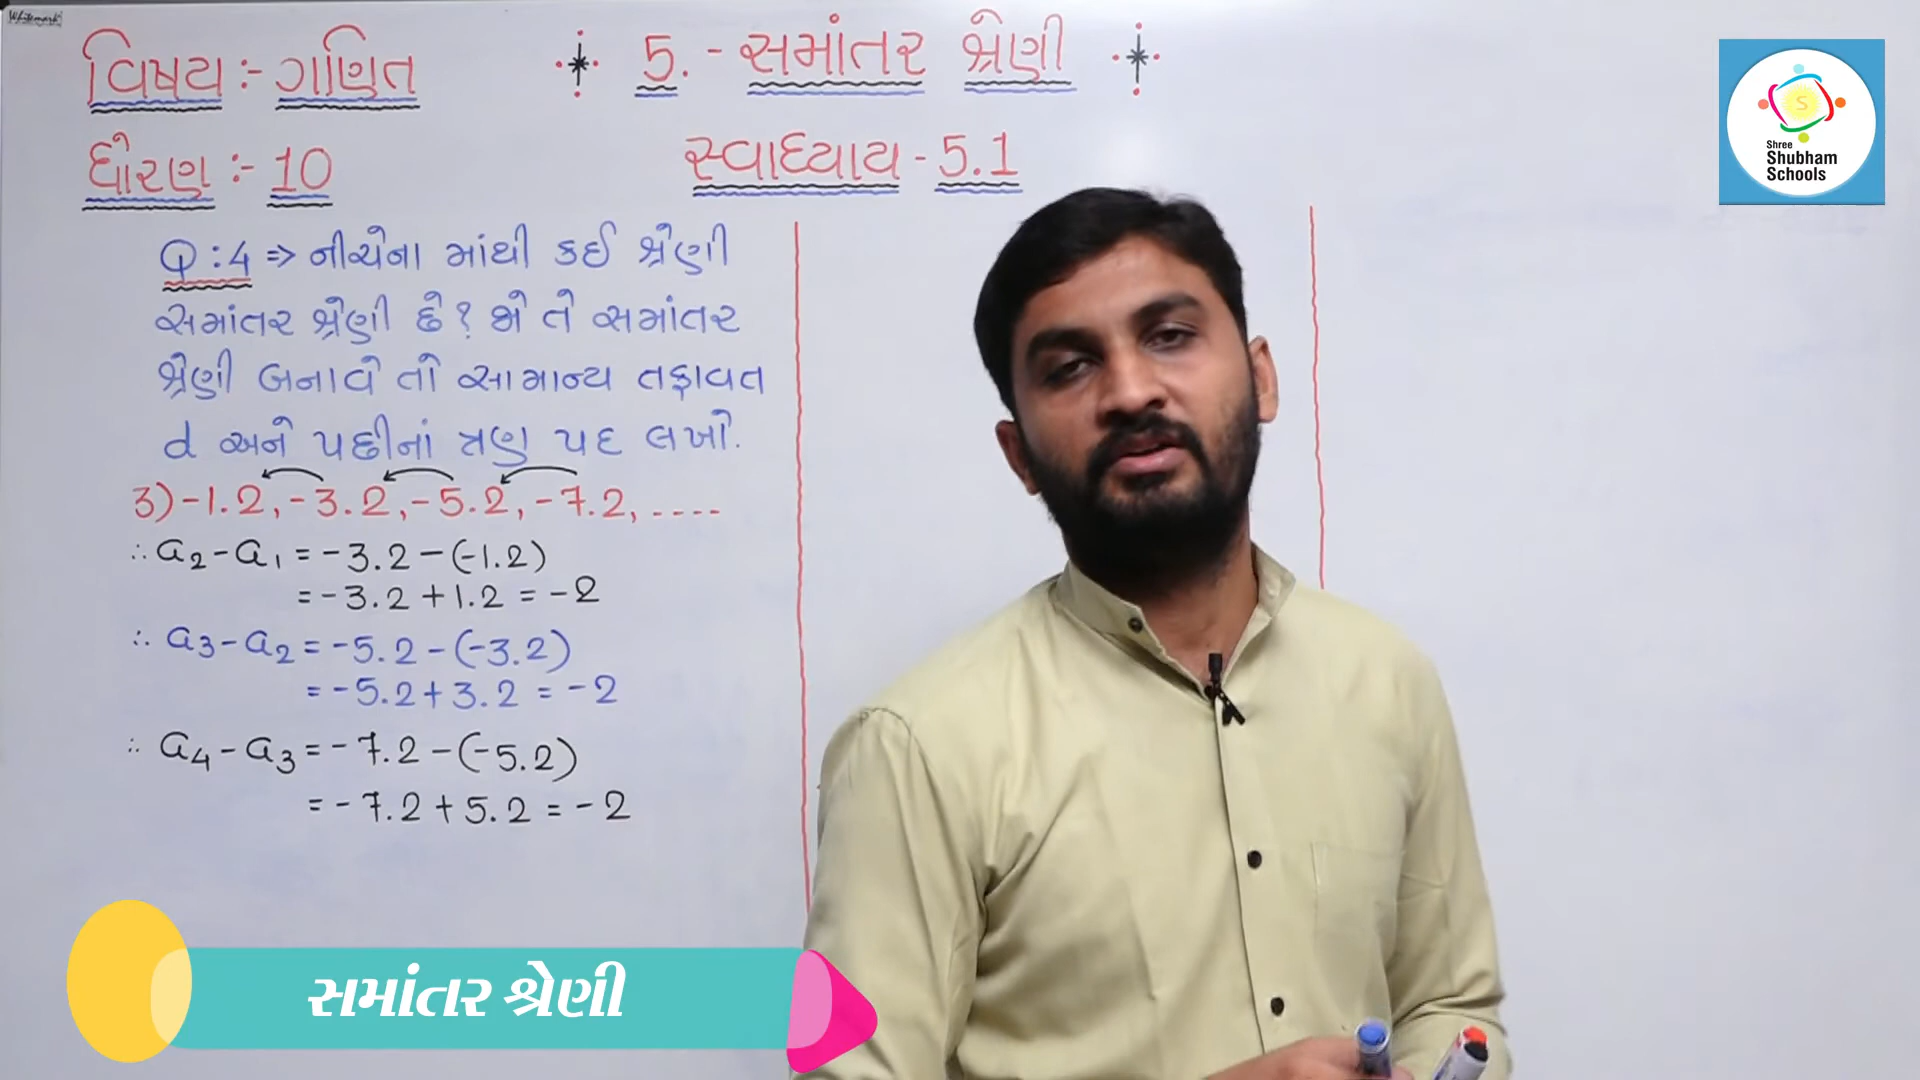 Whitemark
વિષય :- ગણિત
5. - સમાંતર શ્રેણી
ધોરણ :- 10
સ્વાધ્યાય - 5.1
Q:4 => નીચેના માંથી કઈ શ્રેણી
સમાંતર શ્રેણી છે? જો તે સમાંતર
શ્રેણી બનાવે તો સામાન્ય તફાવત
d અને પછીનાં ત્રણ પદ લખો.
3) -1.2, -3.2, -5.2, -7.2, ....
∴ a₂ - a₁ = -3.2 - (-1.2)
= -3.2 + 1.2 = -2
∴ a₃ - a₂ = -5.2 - (-3.2)
= -5.2 + 3.2 = -2
∴ a₄ - a₃ = -7.2 - (-5.2)
= -7.2 + 5.2 = -2
સમાંતર શ્રેણી
S
Shree
Shubham
Schools